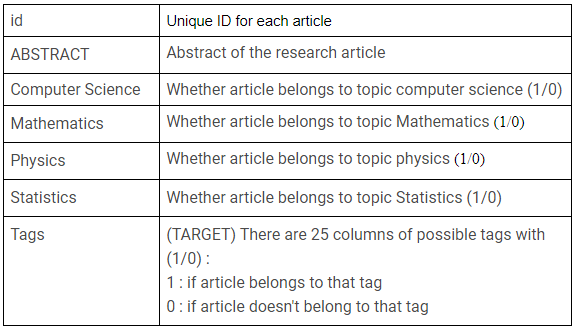 id Unique ID for each article
ABSTRACT Abstract of the research article
Computer Science Whether article belongs to topic computer science (1/0)
Mathematics Whether article belongs to topic Mathematics (1/0)
Physics Whether article belongs to topic physics (1/0)
Statistics Whether article belongs to topic Statistics (1/0)
Tags (TARGET) There are 25 columns of possible tags with
(1/0) :
1 : if article belongs to that tag
0 : if article doesn't belong to that tag